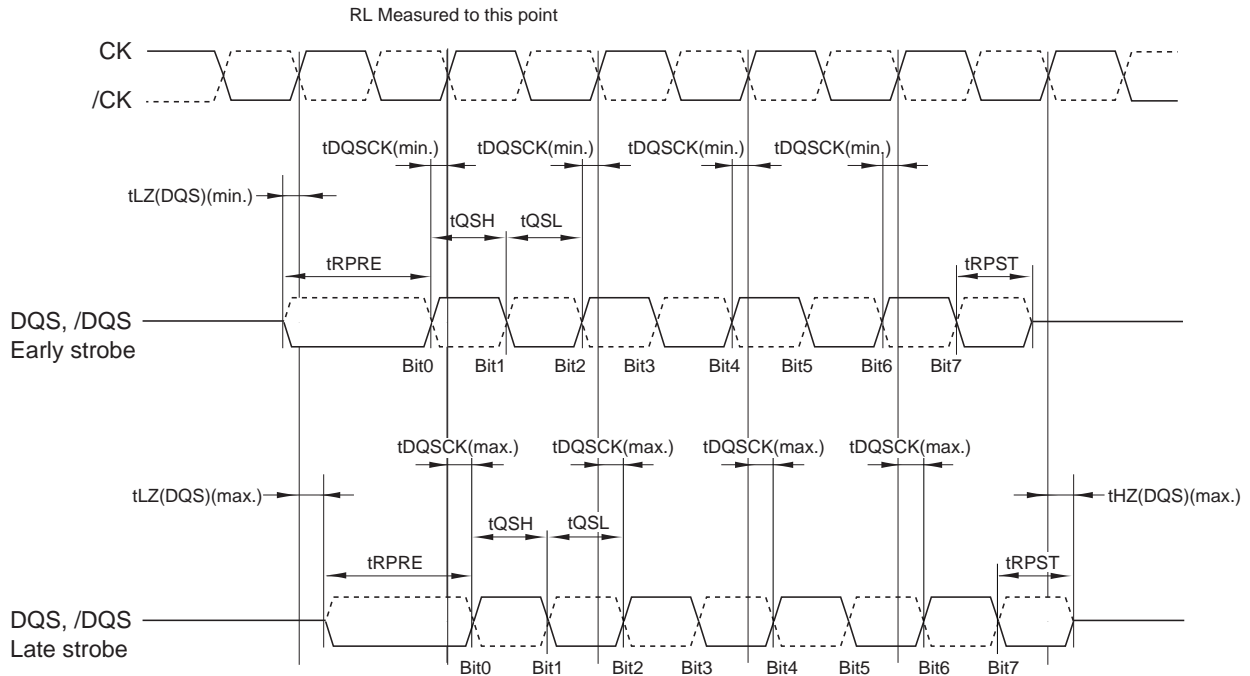 RL Measured to this point
CK
/CK
tDQSCK(min.) tDQSCK(min.) tDQSCK(min.) tDQSCK(min.)
tLZ(DQS)(min.)
tQSH tQSL
tRPRE tRPST
DQS, /DQS
Early strobe
Bit0 Bit1 Bit2 Bit3 Bit4 Bit5 Bit6 Bit7
tDQSCK(max.) tDQSCK(max.) tDQSCK(max.) tDQSCK(max.)
tLZ(DQS)(max.) tHZ(DQS)(max.)
tQSH tQSL
tRPRE tRPST
DQS, /DQS
Late strobe
Bit0 Bit1 Bit2 Bit3 Bit4 Bit5 Bit6 Bit7